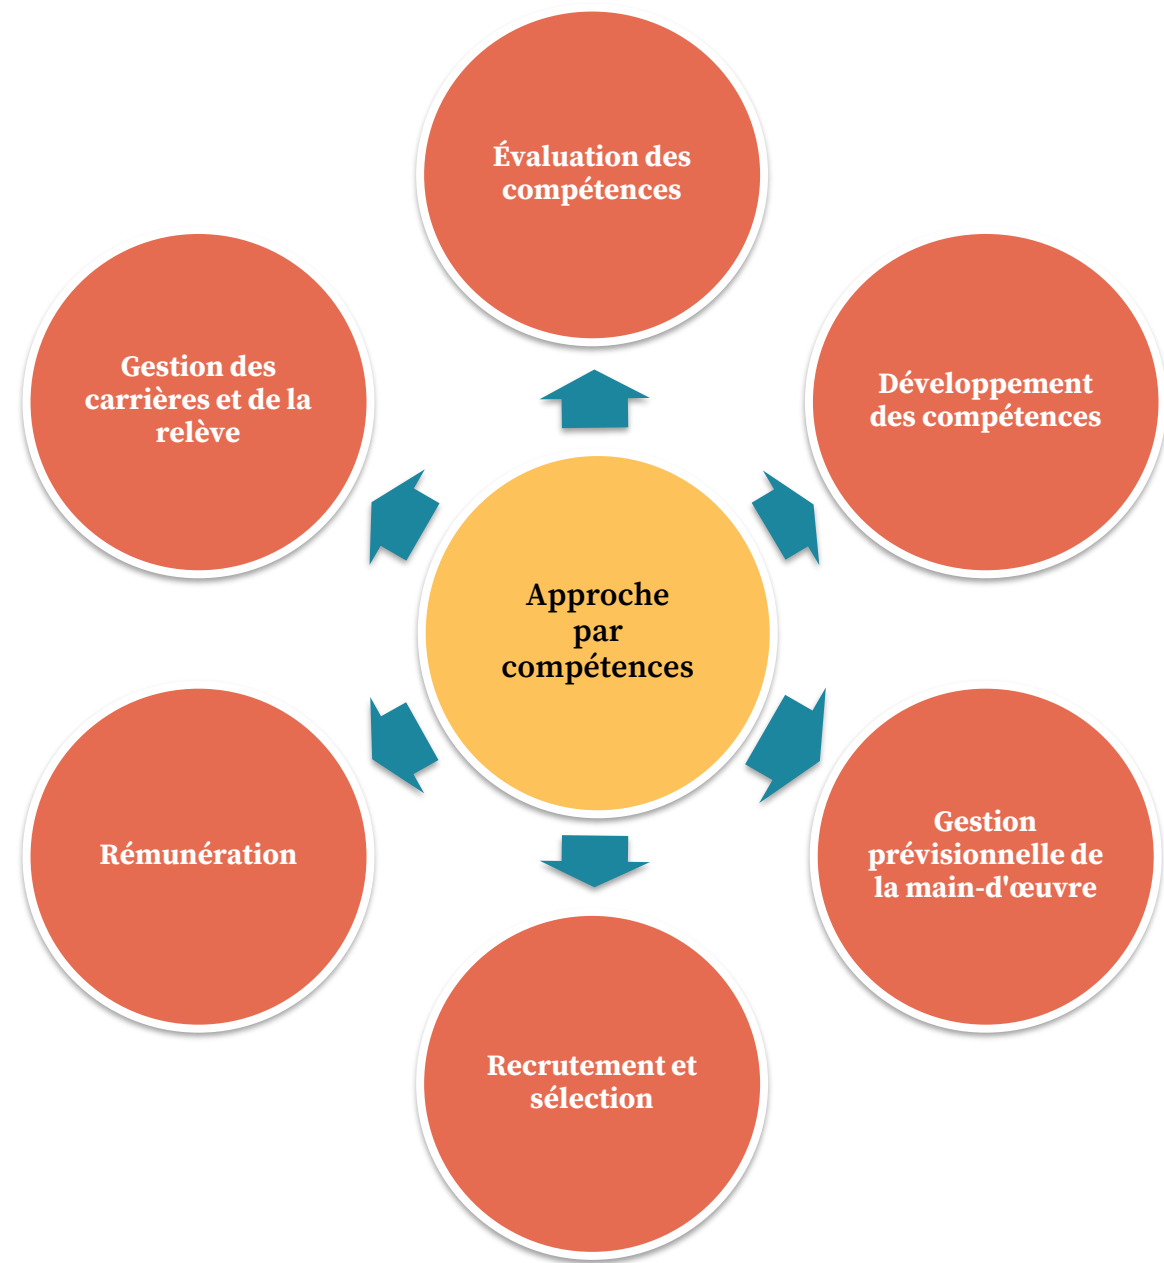 Évaluation des
compétences
Gestion des
carrières et de la
relève
Développement
des compétences
Approche
par
compétences
Rémunération
Gestion
prévisionnelle de
la main-d'œuvre
Recrutement et
sélection